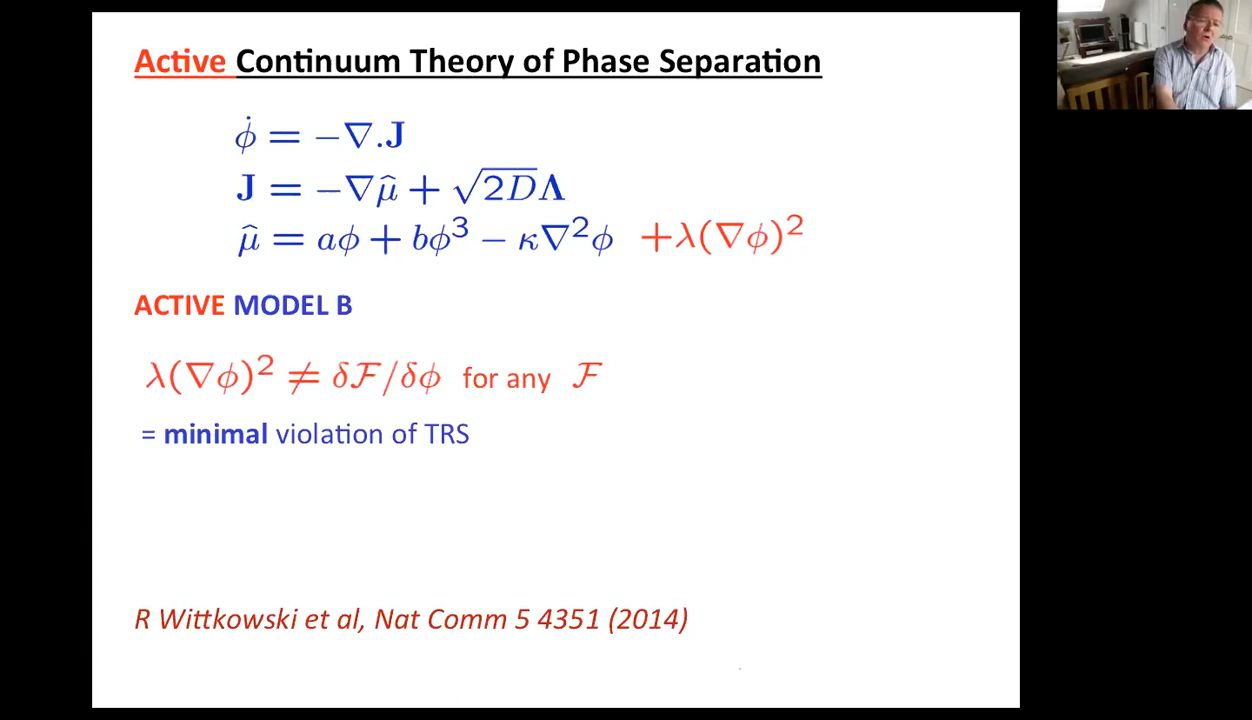 Active Continuum Theory of Phase Separation
ϕ̇ = −∇.J
J = −∇μ̂ + √2D Λ
μ̂ = aϕ + bϕ³ − κ∇²ϕ +λ(∇ϕ)²
ACTIVE MODEL B
λ(∇ϕ)² ≠ δℱ/δϕ for any ℱ
= minimal violation of TRS
R Wittkowski et al, Nat Comm 5 4351 (2014)